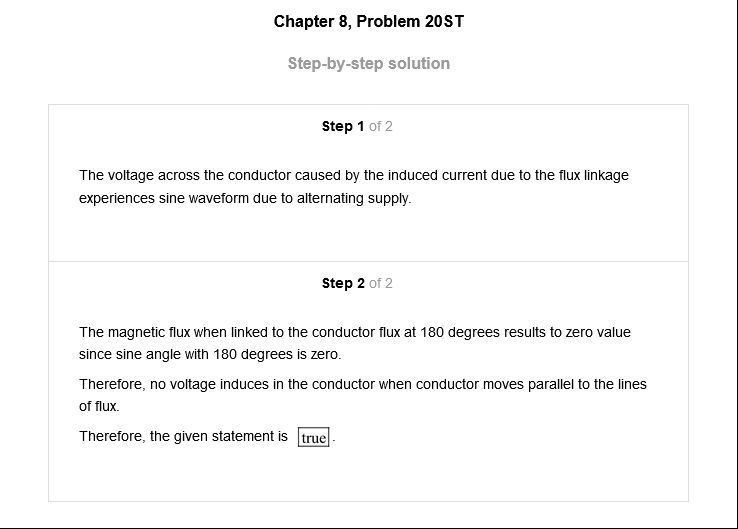 Chapter 8, Problem 20ST
Step-by-step solution
Step 1 of 2
The voltage across the conductor caused by the induced current due to the flux linkage
experiences sine waveform due to alternating supply.
Step 2 of 2
The magnetic flux when linked to the conductor flux at 180 degrees results to zero value
since sine angle with 180 degrees is zero.
Therefore, no voltage induces in the conductor when conductor moves parallel to the lines
of flux.
Therefore, the given statement is true.